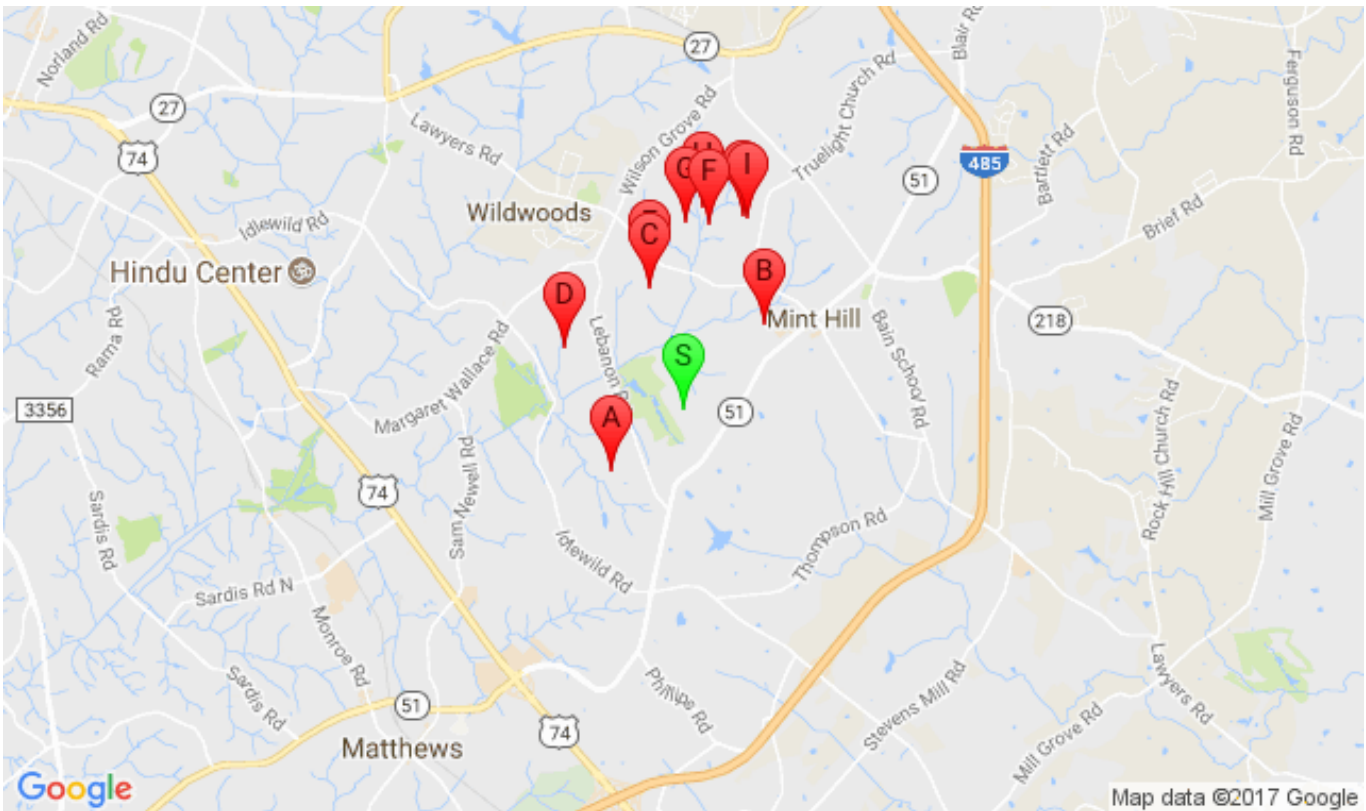 Norland Rd
27
27
74
Lawyers Rd
Wilson Grove Rd
Truelight Church Rd
Blair Rd
Ferguson Rd
485
Bartlett Rd
51
Brief Rd
G
F
I
Wildwoods
Idlewild Rd
C
B
Hindu Center
D
Mint Hill
218
Rama Rd
Lebanon
S
Bain School Rd
Margaret Wallace Rd
3356
A
51
Sam Newell Rd
74
Rock Hill Church Rd
Mill Grove Rd
Sardis Rd
Thompson Rd
Idlewild Rd
Sardis Rd N
Monroe Rd
Sardis Rd
Phillips Rd
Stevens Mill Rd
Lawyers Rd
51
74
Mill Grove Rd
Matthews
Google
Map data ©2017 Google